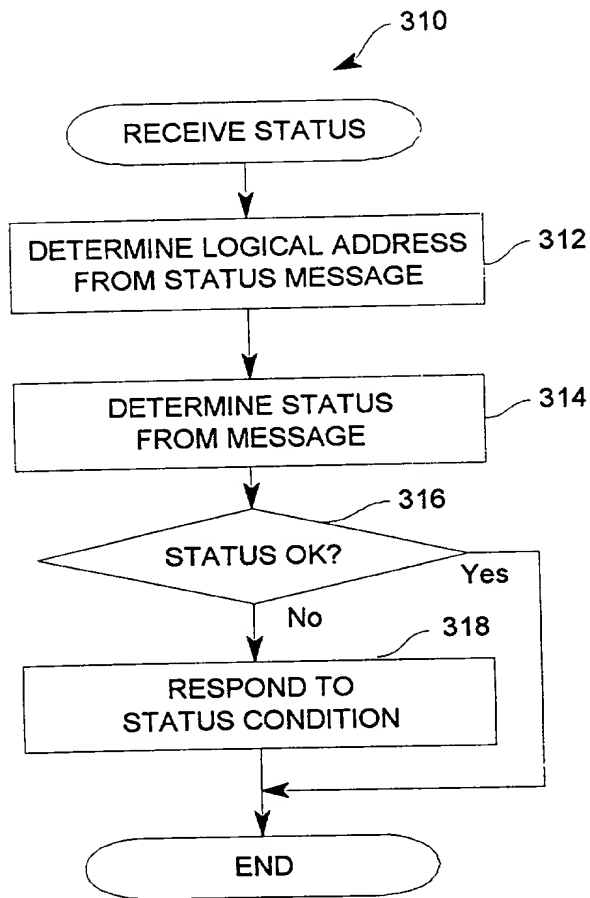 310
RECEIVE STATUS
DETERMINE LOGICAL ADDRESS
FROM STATUS MESSAGE
312
DETERMINE STATUS
FROM MESSAGE
314
316
STATUS OK?
Yes
No
318
RESPOND TO
STATUS CONDITION
END